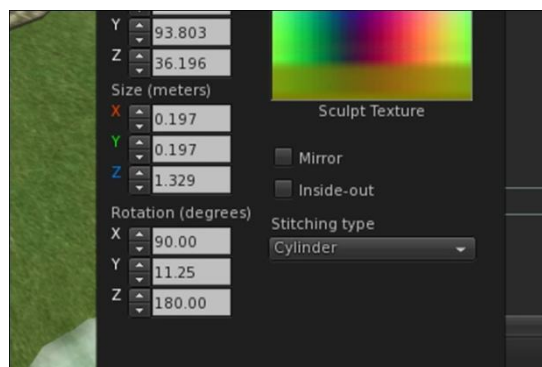 Y 93.803
Z 36.196
Size (meters)
X 0.197
Y 0.197
Z 1.329
Rotation (degrees)
X 90.00
Y 11.25
Z 180.00
Sculpt Texture
Mirror
Inside-out
Stitching type
Cylinder